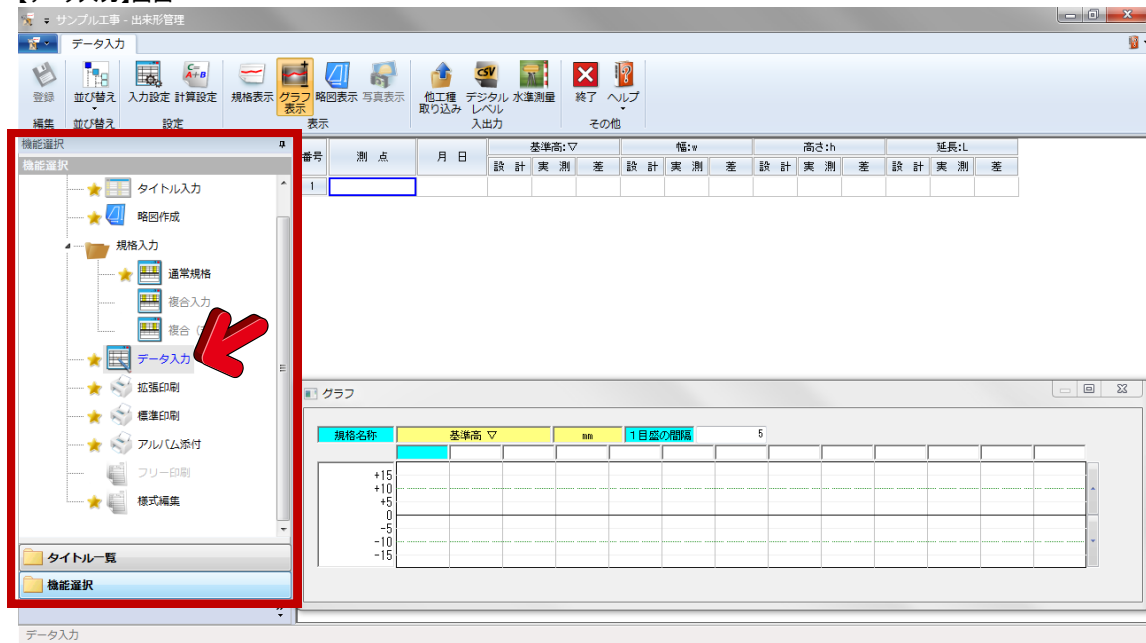 サンプル工事 - 出来形管理
データ入力
登録
並び替え
入力設定
計算設定
規格表示
グラフ
表示
略図表示
写真表示
他工種
取り込み
デジタル
レベル
水準測量
終了
ヘルプ
編集
並び替え
設定
表示
入出力
その他
機能選択
機能選択
タイトル入力
略図作成
規格入力
通常規格
複合入力
複合
データ入力
拡張印刷
標準印刷
アルバム添付
フリー印刷
様式編集
タイトル一覧
機能選択
番号 測 点 月 日 基準高:▽ 幅:w 高さ:h 延長:L
設 計 実 測 差 設 計 実 測 差 設 計 実 測 差 設 計 実 測 差
1
グラフ
規格名称 基準高 ▽ mm 1目盛の間隔 5
+15
+10
+5
0
-5
-10
-15
データ入力